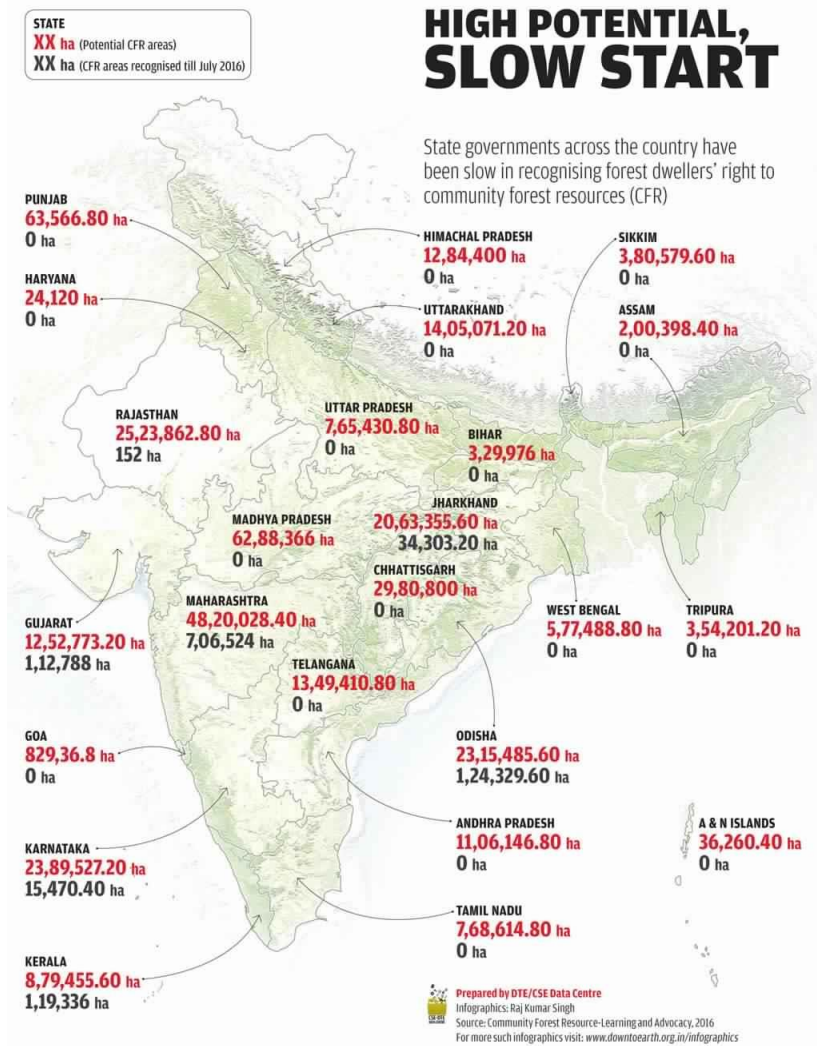 STATE
XX ha (Potential CFR areas)
XX ha (CFR areas recognised till July 2016)
HIGH POTENTIAL,
SLOW START
State governments across the country have
been slow in recognising forest dwellers' right to
community forest resources (CFR)
PUNJAB
63,566.80 ha
0 ha
HARYANA
24,120 ha
0 ha
HIMACHAL PRADESH
12,84,400 ha
0 ha
SIKKIM
3,80,579.60 ha
0 ha
UTTARAKHAND
14,05,071.20 ha
0 ha
ASSAM
2,00,398.40 ha
0 ha
RAJASTHAN
25,23,862.80 ha
152 ha
UTTAR PRADESH
7,65,430.80 ha
0 ha
BIHAR
3,29,976 ha
0 ha
MADHYA PRADESH
62,88,366 ha
0 ha
JHARKHAND
20,63,355.60 ha
34,303.20 ha
CHHATTISGARH
29,80,800 ha
0 ha
GUJARAT
12,52,773.20 ha
1,12,788 ha
MAHARASHTRA
48,20,028.40 ha
7,06,524 ha
WEST BENGAL
5,77,488.80 ha
0 ha
TRIPURA
3,54,201.20 ha
0 ha
TELANGANA
13,49,410.80 ha
0 ha
GOA
829,36.8 ha
0 ha
ODISHA
23,15,485.60 ha
1,24,329.60 ha
KARNATAKA
23,89,527.20 ha
15,470.40 ha
ANDHRA PRADESH
11,06,146.80 ha
0 ha
A & N ISLANDS
36,260.40 ha
0 ha
TAMIL NADU
7,68,614.80 ha
0 ha
KERALA
8,79,455.60 ha
1,19,336 ha
Prepared by DTE/CSE Data Centre
Infographics: Raj Kumar Singh
Source: Community Forest Resource-Learning and Advocacy, 2016
For more such infographics visit: www.downtoearth.org.in/infographics